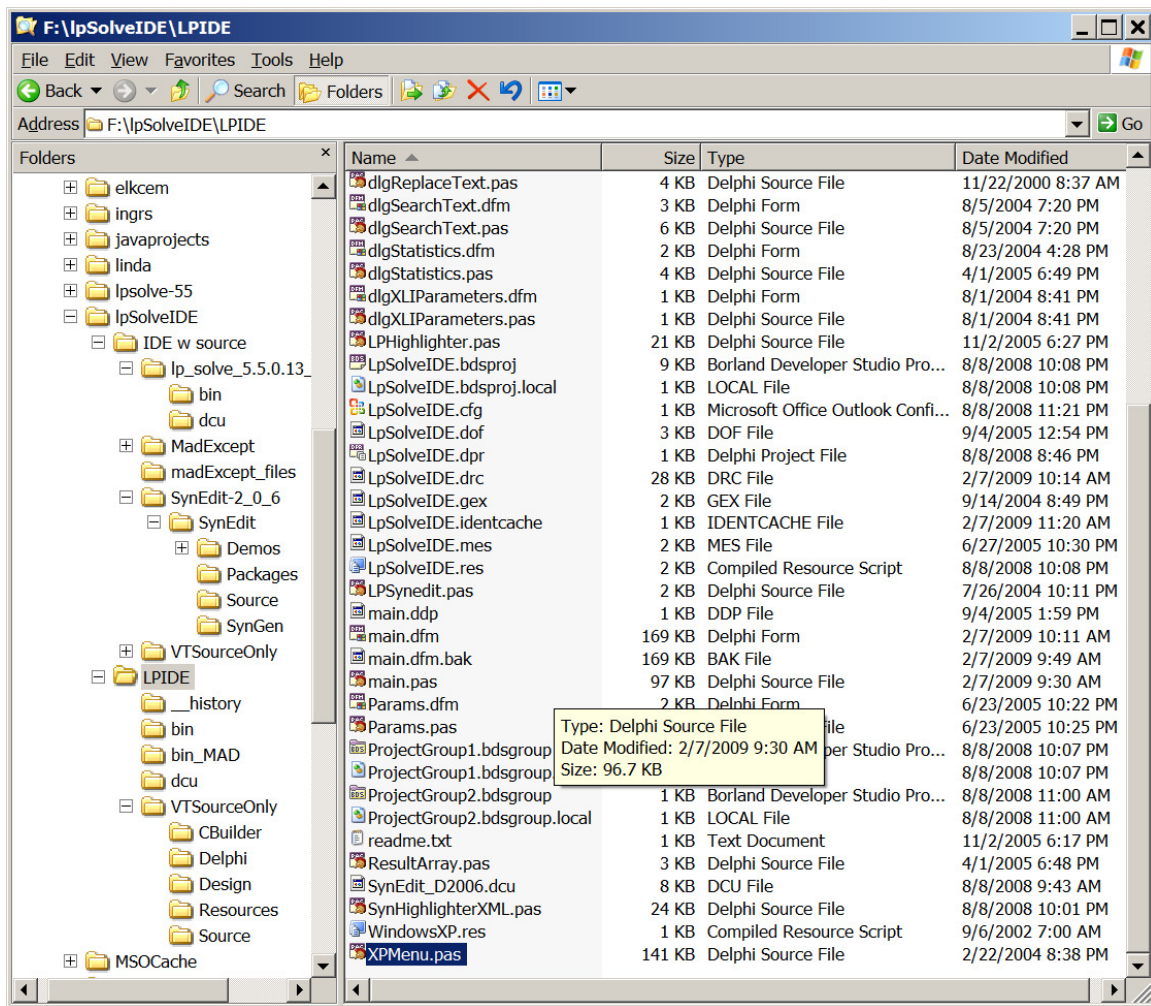 F:\lpSolveIDE\LPIDE
File Edit View Favorites Tools Help
Back Search Folders
Address F:\lpSolveIDE\LPIDE Go
Folders x
elkcem
ingrs
javaprojects
linda
lpsolve-55
lpSolveIDE
IDE w source
lp_solve_5.5.0.13_
bin
dcu
MadExcept
madExcept_files
SynEdit-2_0_6
SynEdit
Demos
Packages
Source
SynGen
VTSourceOnly
LPIDE
__history
bin
bin_MAD
dcu
VTSourceOnly
CBuilder
Delphi
Design
Resources
Source
MSOCache
Name Size Type Date Modified
dlgReplaceText.pas 4 KB Delphi Source File 11/22/2000 8:37 AM
dlgSearchText.dfm 3 KB Delphi Form 8/5/2004 7:20 PM
dlgSearchText.pas 6 KB Delphi Source File 8/5/2004 7:20 PM
dlgStatistics.dfm 2 KB Delphi Form 8/23/2004 4:28 PM
dlgStatistics.pas 4 KB Delphi Source File 4/1/2005 6:49 PM
dlgXLIParameters.dfm 1 KB Delphi Form 8/1/2004 8:41 PM
dlgXLIParameters.pas 1 KB Delphi Source File 8/1/2004 8:41 PM
LPHighlighter.pas 21 KB Delphi Source File 11/2/2005 6:27 PM
LpSolveIDE.bdsproj 9 KB Borland Developer Studio Pro... 8/8/2008 10:08 PM
LpSolveIDE.bdsproj.local 1 KB LOCAL File 8/8/2008 10:08 PM
LpSolveIDE.cfg 1 KB Microsoft Office Outlook Confi... 8/8/2008 11:21 PM
LpSolveIDE.dof 3 KB DOF File 9/4/2005 12:54 PM
LpSolveIDE.dpr 1 KB Delphi Project File 8/8/2008 8:46 PM
LpSolveIDE.drc 28 KB DRC File 2/7/2009 10:14 AM
LpSolveIDE.gex 2 KB GEX File 9/14/2004 8:49 PM
LpSolveIDE.identcache 1 KB IDENTCACHE File 2/7/2009 11:20 AM
LpSolveIDE.mes 2 KB MES File 6/27/2005 10:30 PM
LpSolveIDE.res 2 KB Compiled Resource Script 8/8/2008 10:08 PM
LPSynedit.pas 2 KB Delphi Source File 7/26/2004 10:11 PM
main.ddp 1 KB DDP File 9/4/2005 1:59 PM
main.dfm 169 KB Delphi Form 2/7/2009 10:11 AM
main.dfm.bak 169 KB BAK File 2/7/2009 9:49 AM
main.pas 97 KB Delphi Source File 2/7/2009 9:30 AM
Params.dfm 2 KB Delphi Form 6/23/2005 10:22 PM
Params.pas ile 6/23/2005 10:25 PM
ProjectGroup1.bdsgroup per Studio Pro... 8/8/2008 10:07 PM
ProjectGroup1.bdsgroup. 8/8/2008 10:07 PM
Type: Delphi Source File
Date Modified: 2/7/2009 9:30 AM
Size: 96.7 KB
ProjectGroup2.bdsgroup 1 KB Borland Developer Studio Pro... 8/8/2008 11:00 AM
ProjectGroup2.bdsgroup.local 1 KB LOCAL File 8/8/2008 11:00 AM
readme.txt 1 KB Text Document 11/2/2005 6:17 PM
ResultArray.pas 3 KB Delphi Source File 4/1/2005 6:48 PM
SynEdit_D2006.dcu 8 KB DCU File 8/8/2008 9:43 AM
SynHighlighterXML.pas 24 KB Delphi Source File 8/8/2008 10:01 PM
WindowsXP.res 1 KB Compiled Resource Script 9/6/2002 7:00 AM
XPMenu.pas 141 KB Delphi Source File 2/22/2004 8:38 PM